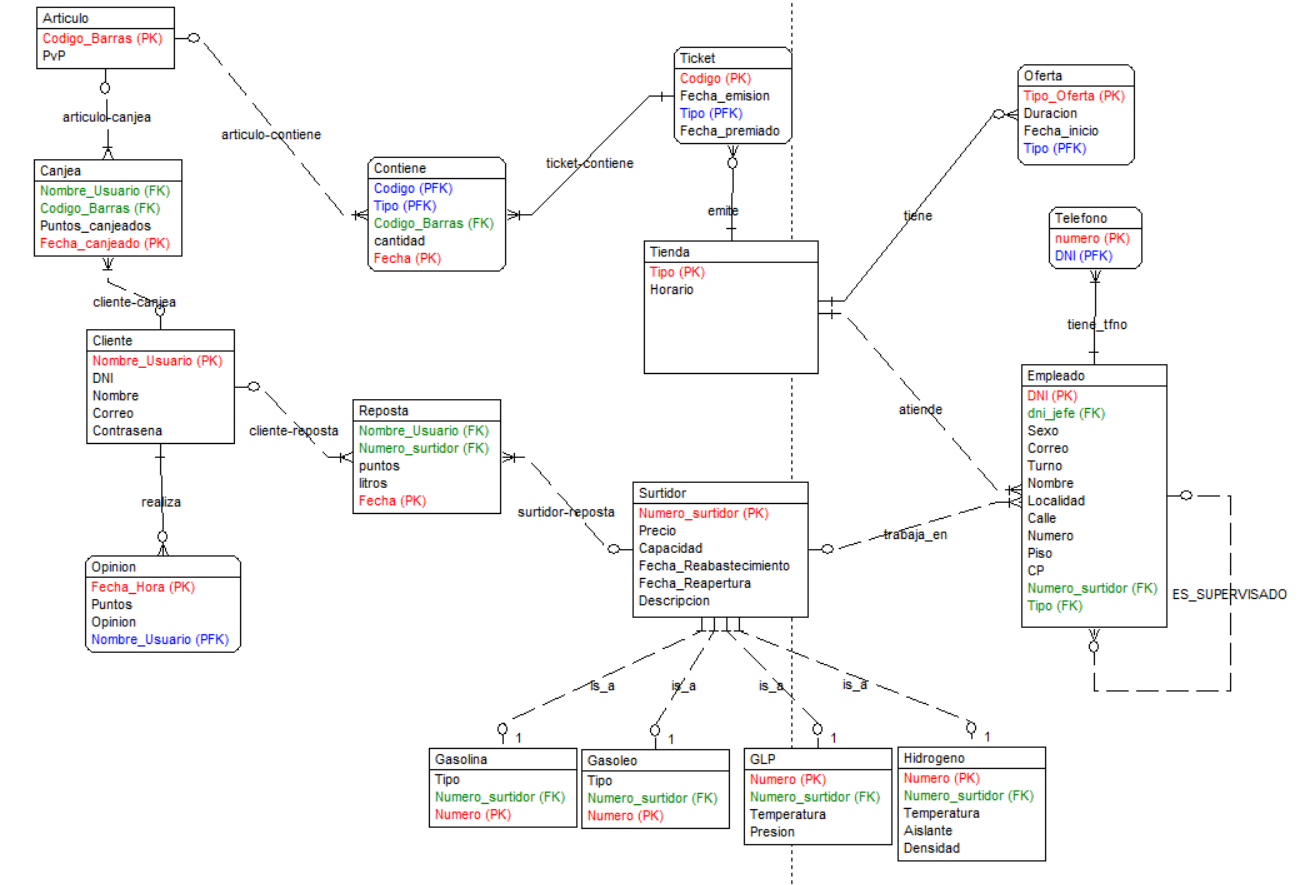 Articulo
Codigo_Barras (PK)
PvP
articulo-canjea
articulo-contiene
Canjea
Nombre_Usuario (FK)
Codigo_Barras (FK)
Puntos_canjeados
Fecha_canjeado (PK)
cliente-canjea
Cliente
Nombre_Usuario (PK)
DNI
Nombre
Correo
Contrasena
realiza
Opinion
Fecha_Hora (PK)
Puntos
Opinion
Nombre_Usuario (PFK)
Contiene
Codigo (PFK)
Tipo (PFK)
Codigo_Barras (FK)
cantidad
Fecha (PK)
ticket-contiene
cliente-reposta
Reposta
Nombre_Usuario (FK)
Numero_surtidor (FK)
puntos
litros
Fecha (PK)
surtidor-reposta
Ticket
Codigo (PK)
Fecha_emision
Tipo (PFK)
Fecha_premiado
emite
Tienda
Tipo (PK)
Horario
tiene
atiende
Oferta
Tipo_Oferta (PK)
Duracion
Fecha_inicio
Tipo (PFK)
Telefono
numero (PK)
DNI (PFK)
tiene_tfno
Empleado
DNI (PK)
dni_jefe (FK)
Sexo
Correo
Turno
Nombre
Localidad
Calle
Numero
Piso
CP
Numero_surtidor (FK)
Tipo (FK)
ES_SUPERVISADO
trabaja_en
Surtidor
Numero_surtidor (PK)
Precio
Capacidad
Fecha_Reabastecimiento
Fecha_Reapertura
Descripcion
is_a
is_a
is_a
is_a
1
1
1
1
Gasolina
Tipo
Numero_surtidor (FK)
Numero (PK)
Gasoleo
Tipo
Numero_surtidor (FK)
Numero (PK)
GLP
Numero (PK)
Numero_surtidor (FK)
Temperatura
Presion
Hidrogeno
Numero (PK)
Numero_surtidor (FK)
Temperatura
Aislante
Densidad